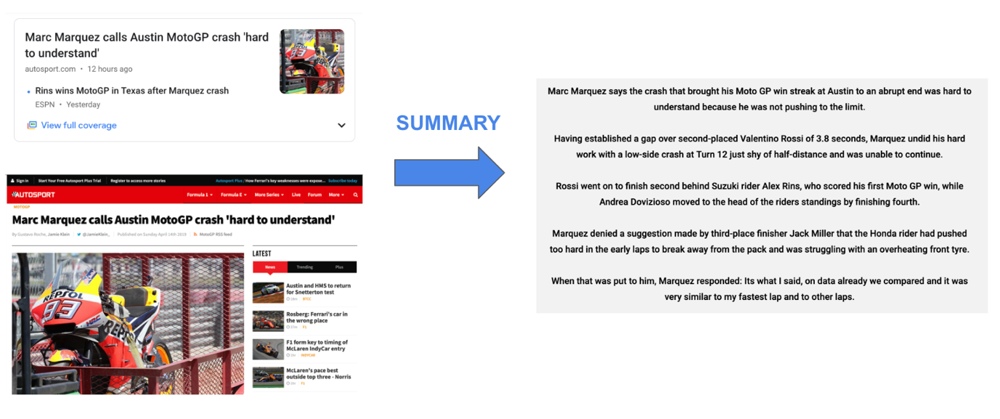 Marc Marquez calls Austin MotoGP crash 'hard
to understand'
autosport.com • 12 hours ago
• Rins wins MotoGP in Texas after Marquez crash
ESPN • Yesterday
View full coverage
Sign in Start Your Free Autosport Plus Trial Register to access more stories Autosport Plus / How Ferrari's key weaknesses were expose... Subscribe today
AUTOSPORT Formula 1 Formula E More Series Live Forum More
MOTOGP
Marc Marquez calls Austin MotoGP crash 'hard to understand'
By Gustavo Roche, Jamie Klein @JamieKlein_ Published on Sunday April 14th 2019 MotoGP RSS feed
LATEST
News Trending Plus
Austin and HMS to return
for Snetterton test
BTCC
Rosberg: Ferrari's car in
the wrong place
F1
F1 form key to timing of
McLaren IndyCar entry
INDYCAR
McLaren's pace best
outside top three - Norris
F1
REPSOL
93
HRC
SUMMARY
Marc Marquez says the crash that brought his Moto GP win streak at Austin to an abrupt end was hard to
understand because he was not pushing to the limit.
Having established a gap over second-placed Valentino Rossi of 3.8 seconds, Marquez undid his hard
work with a low-side crash at Turn 12 just shy of half-distance and was unable to continue.
Rossi went on to finish second behind Suzuki rider Alex Rins, who scored his first Moto GP win, while
Andrea Dovizioso moved to the head of the riders standings by finishing fourth.
Marquez denied a suggestion made by third-place finisher Jack Miller that the Honda rider had pushed
too hard in the early laps to break away from the pack and was struggling with an overheating front tyre.
When that was put to him, Marquez responded: Its what I said, on data already we compared and it was
very similar to my fastest lap and to other laps.